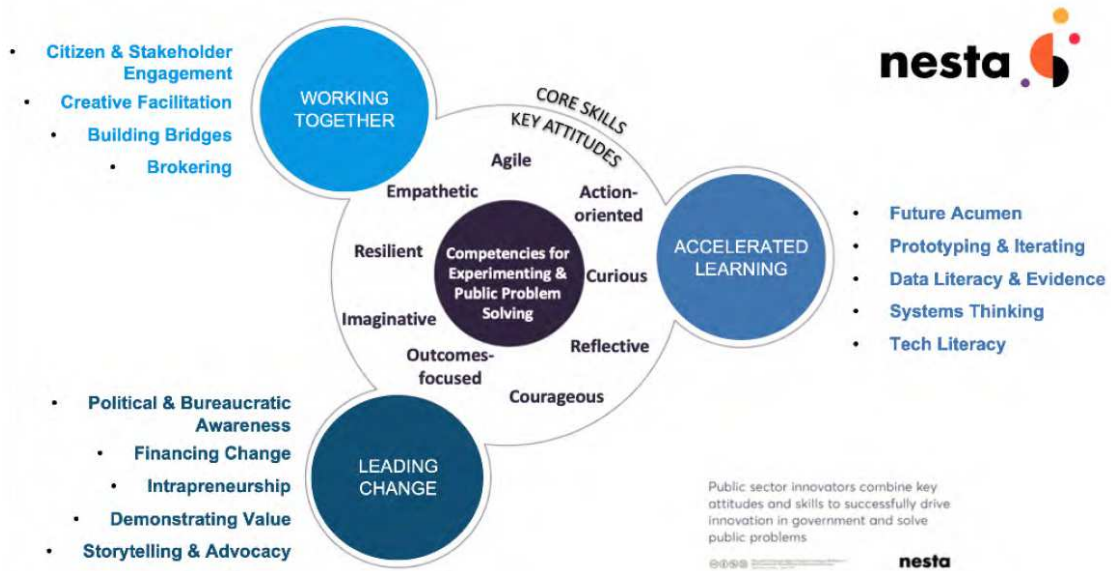 nesta
• Citizen & Stakeholder
Engagement
• Creative Facilitation
• Building Bridges
• Brokering
WORKING
TOGETHER
CORE SKILLS
KEY ATTITUDES
Agile
Empathetic
Action-
oriented
Resilient
Curious
Imaginative
Reflective
Outcomes-
focused
Courageous
Competencies for
Experimenting &
Public Problem
Solving
ACCELERATED
LEARNING
• Future Acumen
• Prototyping & Iterating
• Data Literacy & Evidence
• Systems Thinking
• Tech Literacy
• Political & Bureaucratic
Awareness
• Financing Change
• Intrapreneurship
• Demonstrating Value
• Storytelling & Advocacy
LEADING
CHANGE
Public sector innovators combine key
attitudes and skills to successfully drive
innovation in government and solve
public problems
nesta